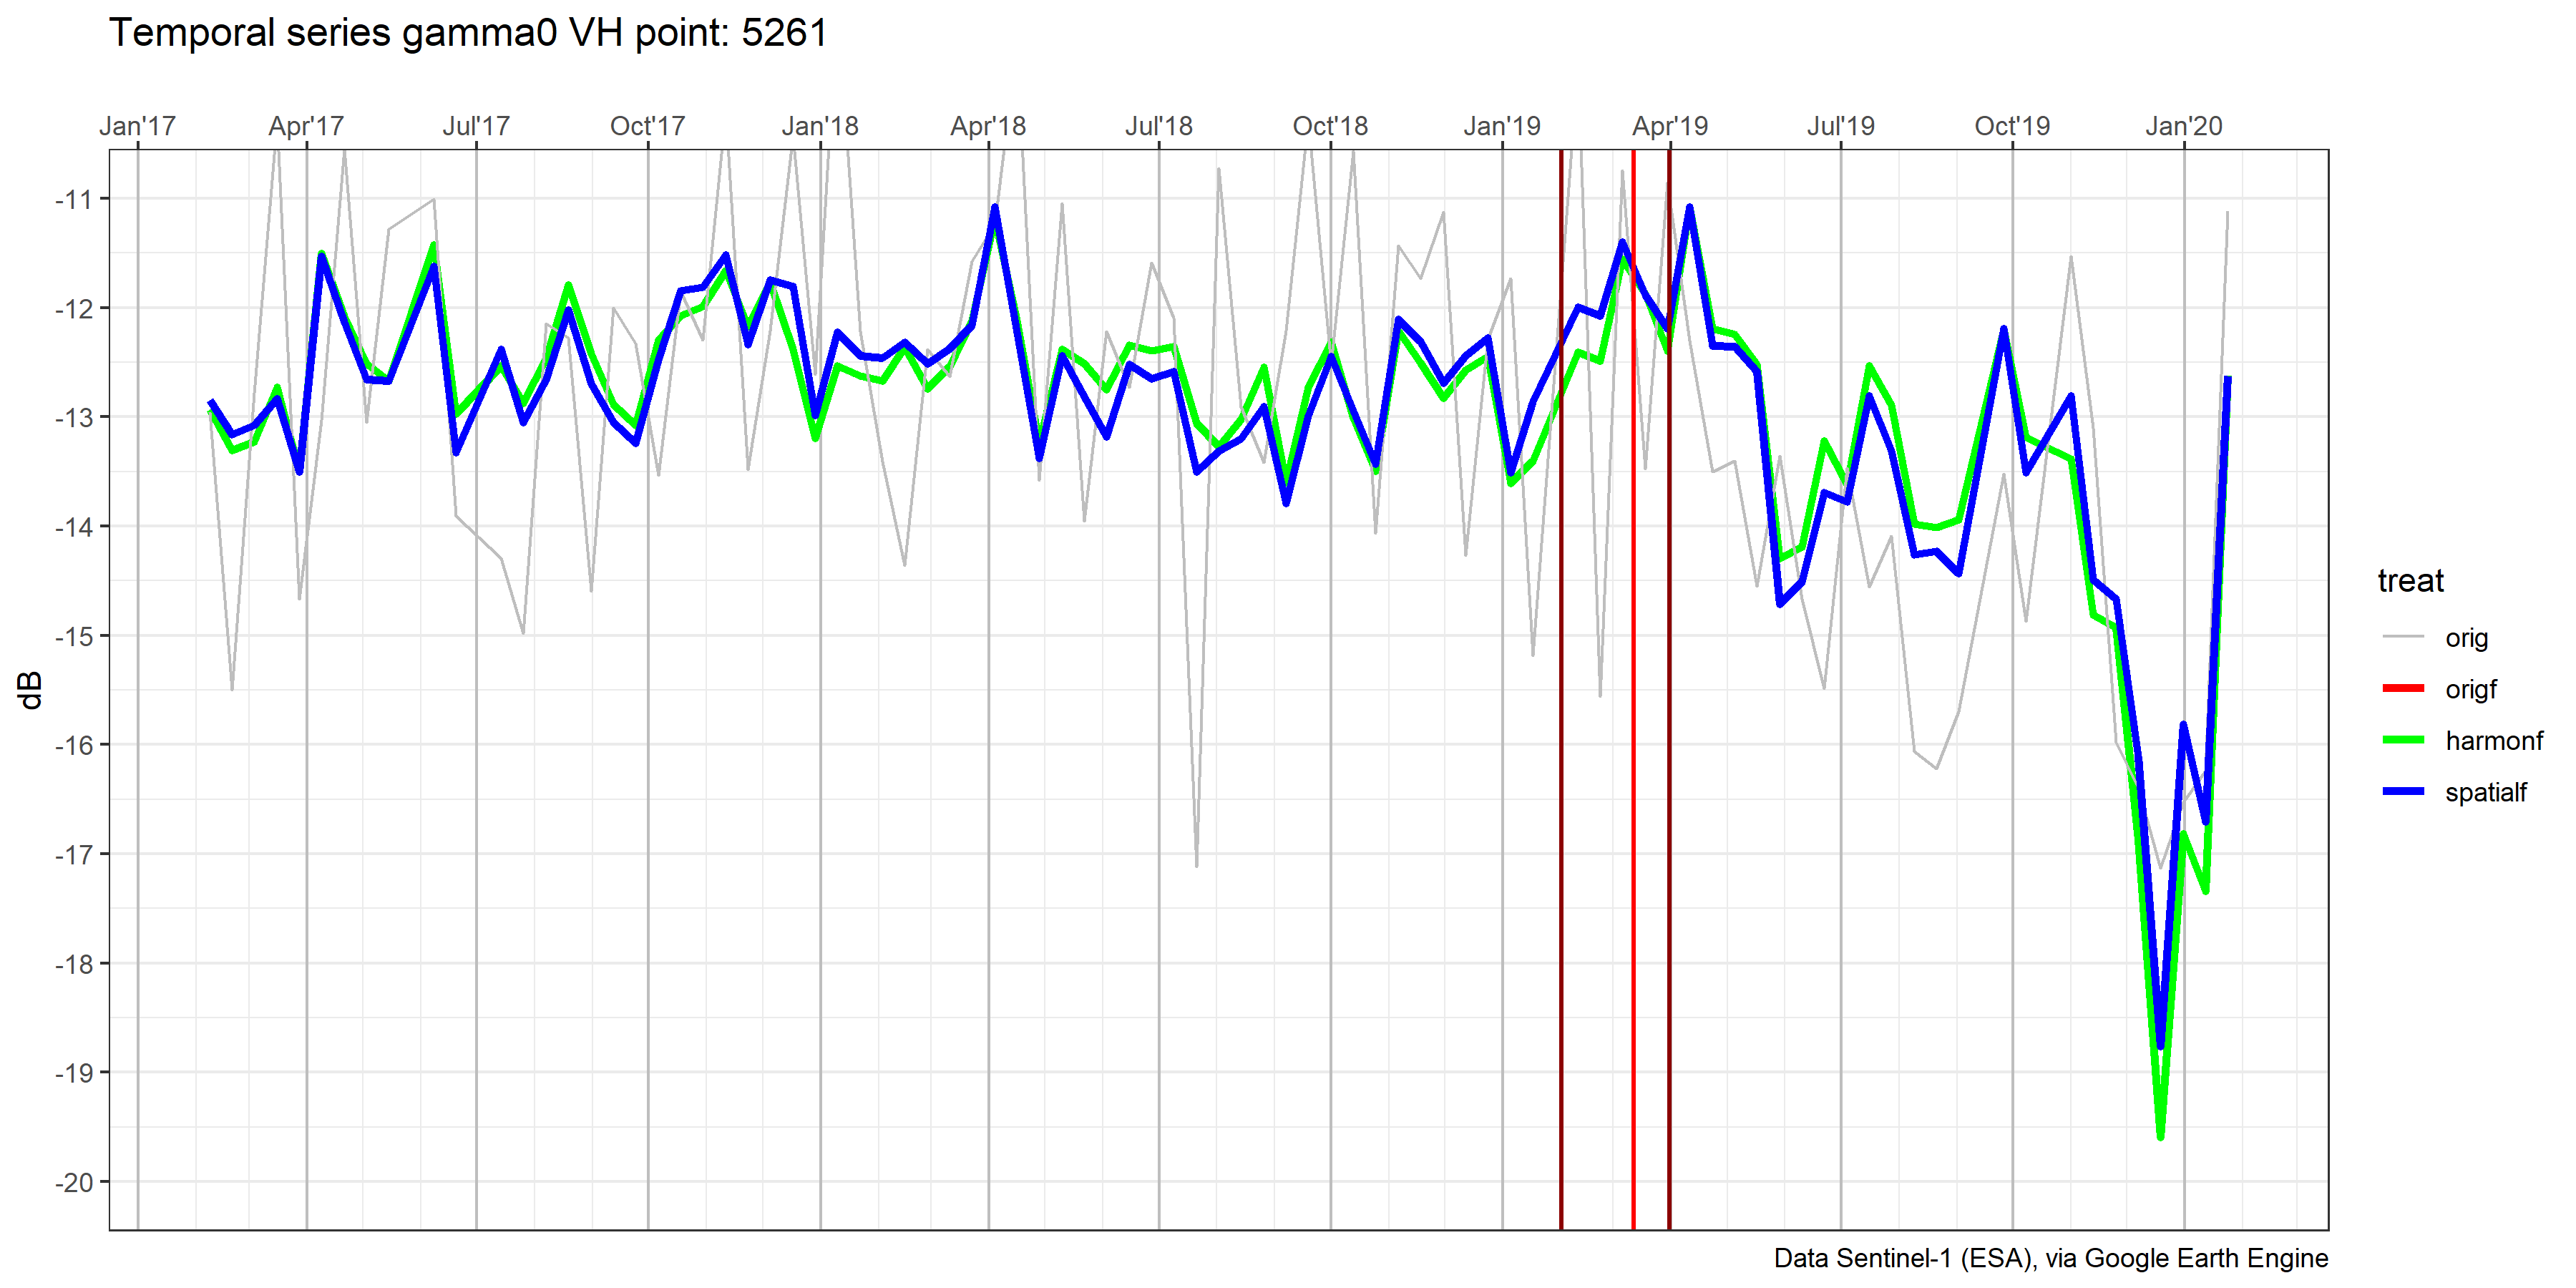 Temporal series gamma0 VH point: 5261
Jan'17 Apr'17 Jul'17 Oct'17 Jan'18 Apr'18 Jul'18 Oct'18 Jan'19 Apr'19 Jul'19 Oct'19 Jan'20
-11
-12
-13
-14
-15
-16
-17
-18
-19
-20
dB
treat
orig
origf
harmonf
spatialf
Data Sentinel-1 (ESA), via Google Earth Engine